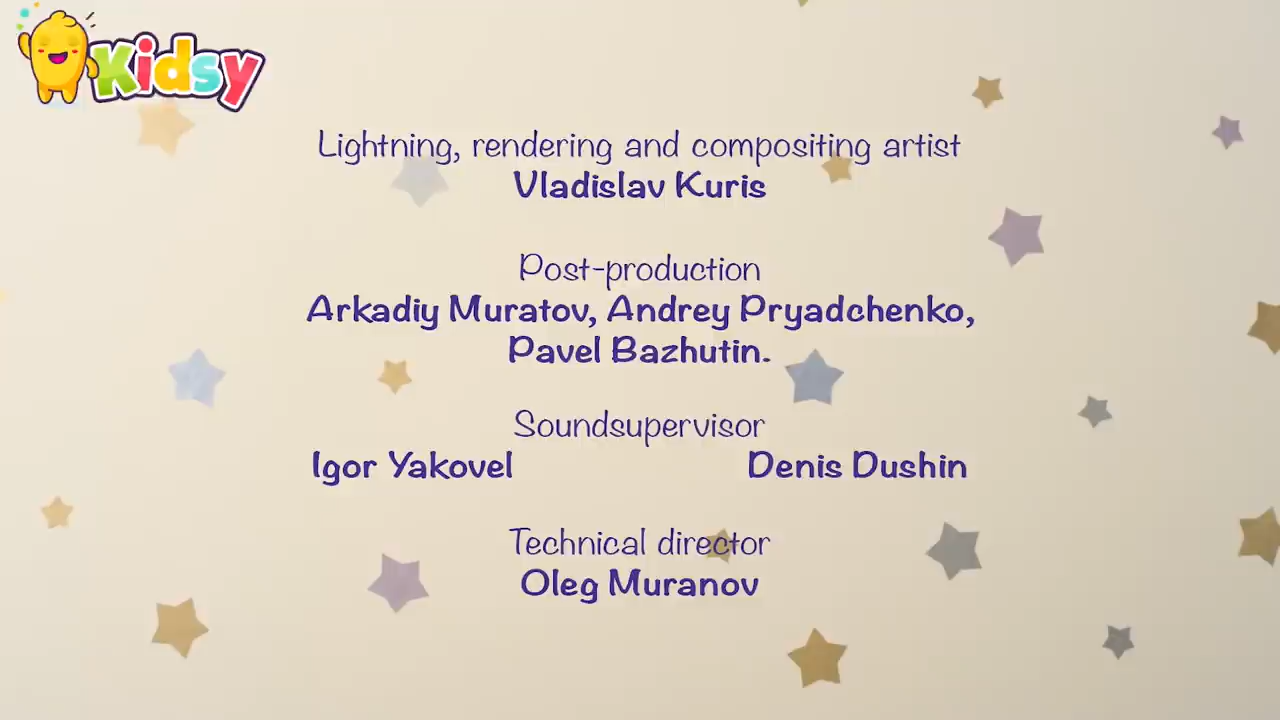 Kidsy
Lightning, rendering and compositing artist
Vladislav Kuris
Post-production
Arkadiy Muratov, Andrey Pryadchenko,
Pavel Bazhutin.
Soundsupervisor
Igor Yakovel Denis Dushin
Technical director
Oleg Muranov